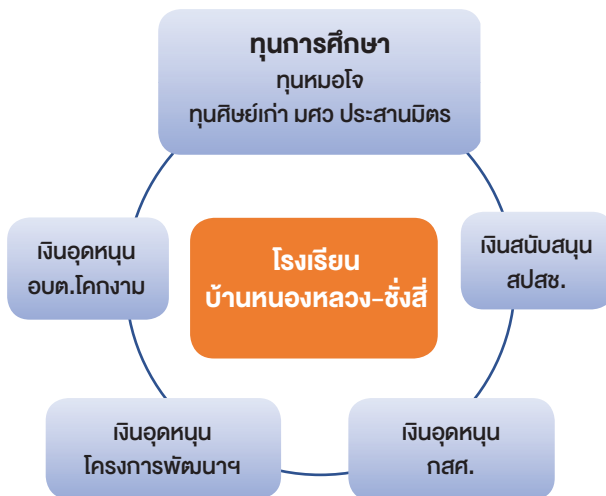 ทุนการศึกษา
ทุนหมอโจ
ทุนศิษย์เก่า มศว ประสานมิตร
เงินอุดหนุน
อบต.โคกงาม
โรงเรียน
บ้านหนองหลวง-ชั่งสี่
เงินสนับสนุน
สปสช.
เงินอุดหนุน
โครงการพัฒนาฯ
เงินอุดหนุน
กสศ.